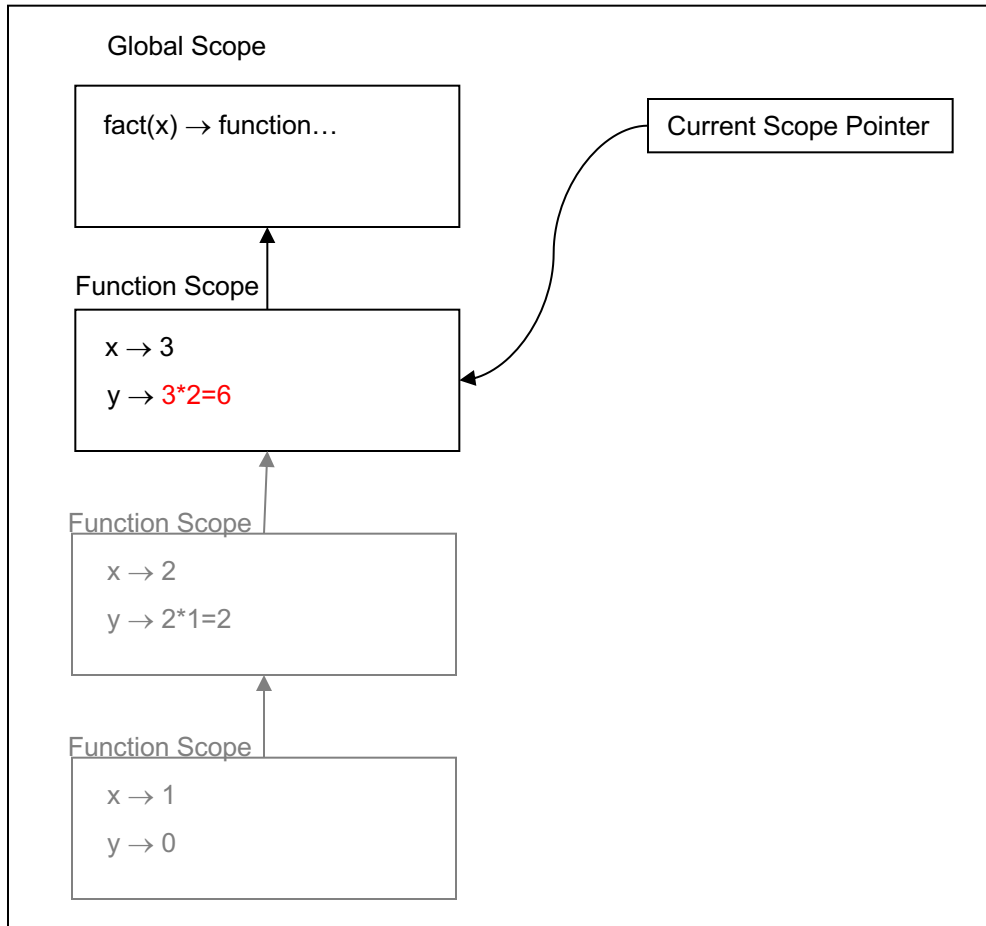 Global Scope
fact(x) → function…
Current Scope Pointer
Function Scope
x → 3
y → 3*2=6
Function Scope
x → 2
y → 2*1=2
Function Scope
x → 1
y → 0